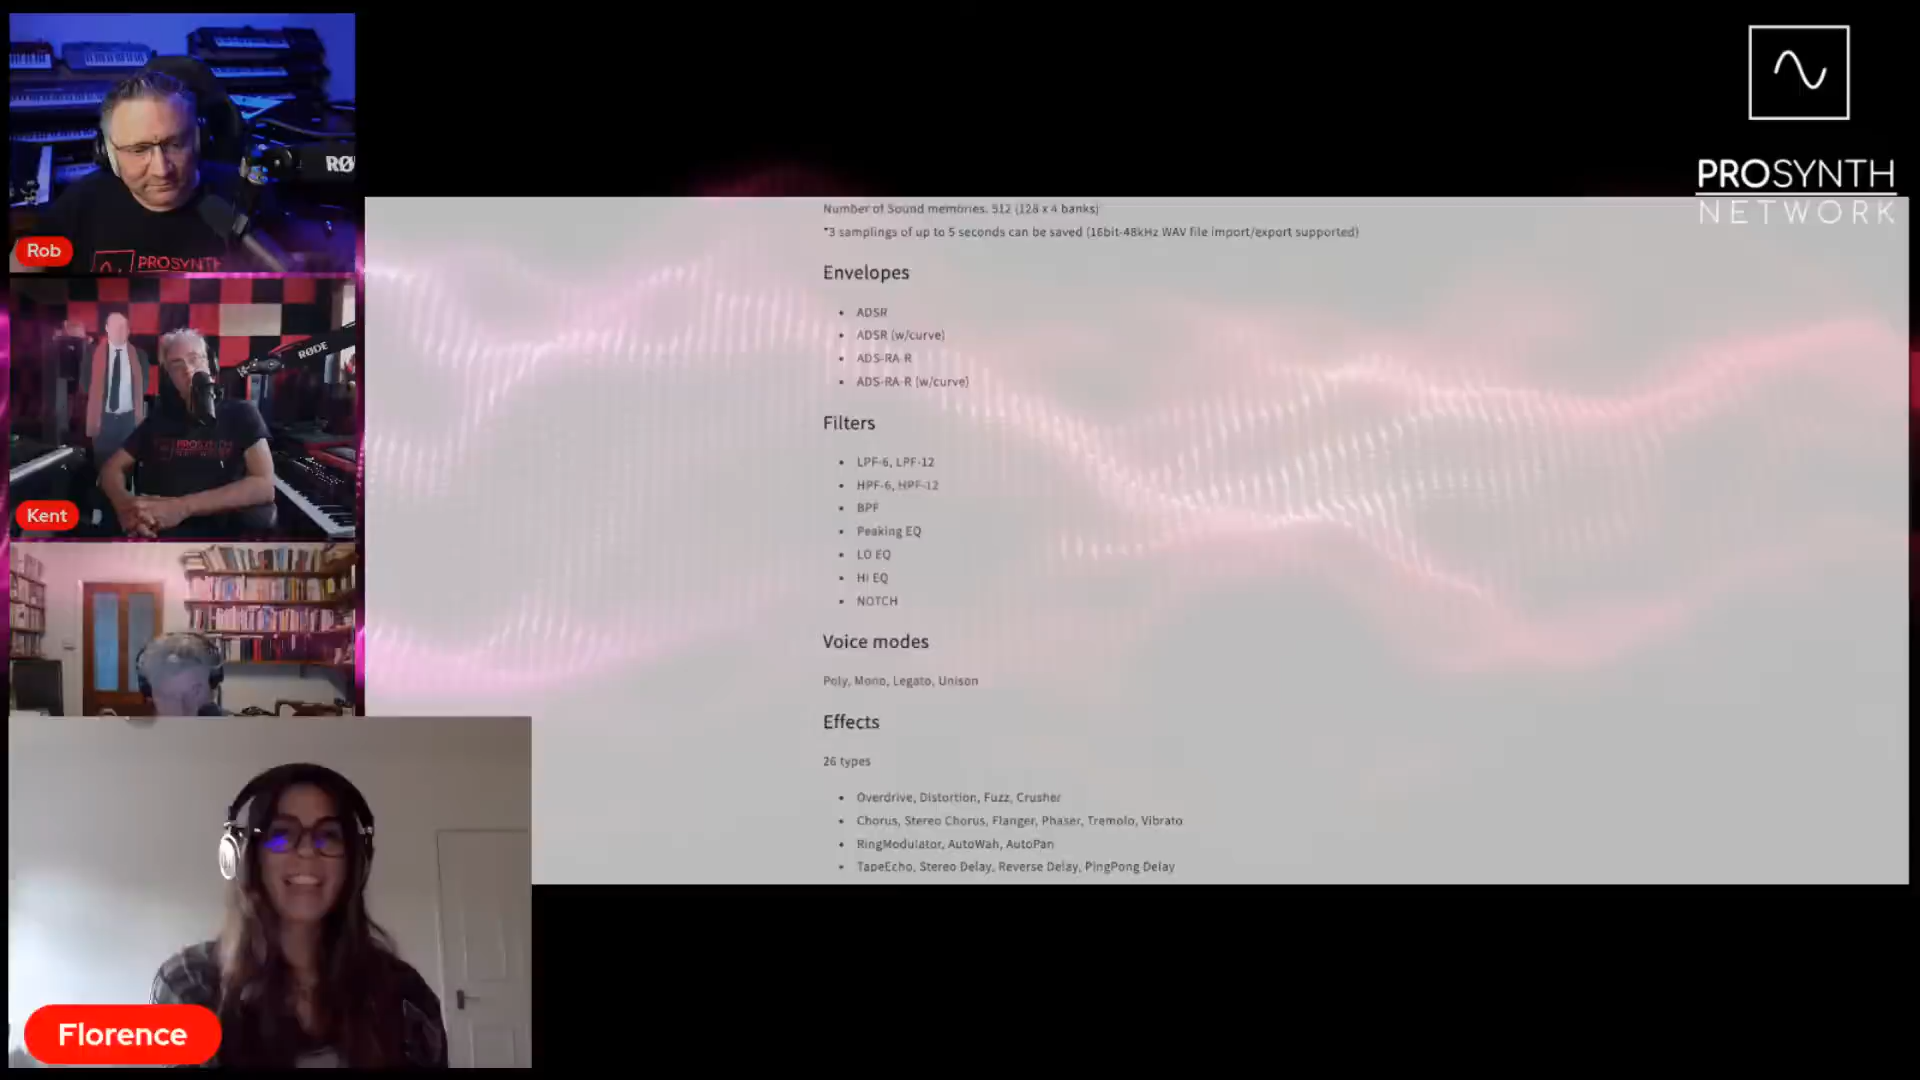 RØ
PROSYNTH
Rob
RØDE
PROSYNTH
NETWORK
Kent
Florence
Number of Sound memories. 512 (128 x 4 banks)
*3 samplings of up to 5 seconds can be saved (16bit-48kHz WAV file import/export supported)
Envelopes
• ADSR
• ADSR (w/curve)
• ADS-RA-R
• ADS-RA-R (w/curve)
Filters
• LPF-6, LPF-12
• HPF-6, HPF-12
• BPF
• Peaking EQ
• LO EQ
• HI EQ
• NOTCH
Voice modes
Poly, Mono, Legato, Unison
Effects
26 types
• Overdrive, Distortion, Fuzz, Crusher
• Chorus, Stereo Chorus, Flanger, Phaser, Tremolo, Vibrato
• RingModulator, AutoWah, AutoPan
• TapeEcho, Stereo Delay, Reverse Delay, PingPong Delay
PROSYNTH
NETWORK